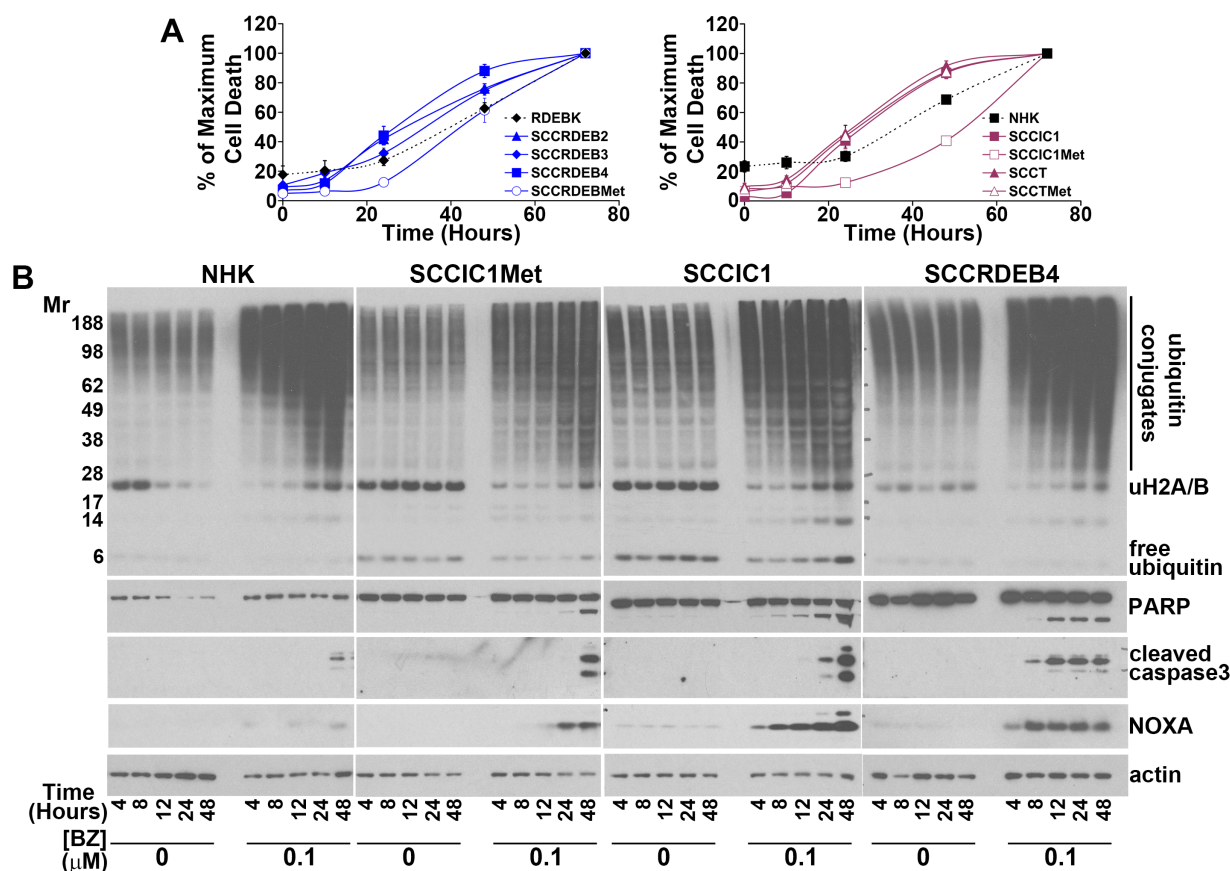 A
120
100
80
60
40
20
0
% of Maximum
Cell Death
0 20 40 60 80
Time (Hours)
RDEBK
SCCRDEB2
SCCRDEB3
SCCRDEB4
SCCRDEBMet
120
100
80
60
40
20
0
% of Maximum
Cell Death
0 20 40 60 80
Time (Hours)
NHK
SCCIC1
SCCIC1Met
SCCT
SCCTMet
B
NHK SCCIC1Met SCCIC1 SCCRDEB4
Mr
188
98
62
49
38
28
17
14
6
ubiquitin
conjugates
uH2A/B
free
ubiquitin
PARP
cleaved
caspase3
NOXA
actin
Time
(Hours)
4 8 12 24 48 4 8 12 24 48 4 8 12 24 48 4 8 12 24 48 4 8 12 24 48 4 8 12 24 48 4 8 12 24 48 4 8 12 24 48
[BZ]
(μM)
0 0.1 0 0.1 0 0.1 0 0.1